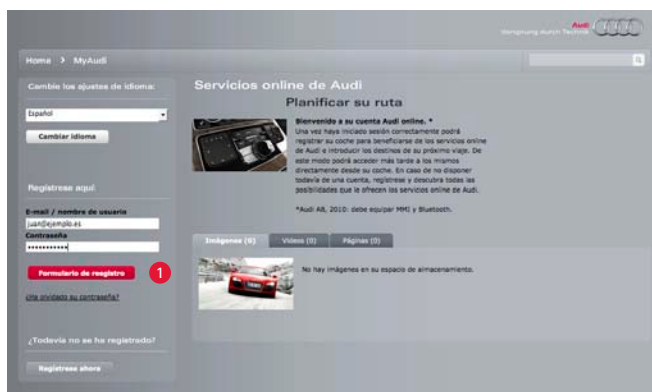 Audi
Vorsprung durch Technik
Home > MyAudi
Cambie los ajustes de idioma:
Español
Cambiar idioma
Regístrese aquí
E-mail / nombre de usuario
juan@ejemplo.es
Contraseña
Formulario de resgistro
1
¿Ha olvidado su contraseña?
¿Todavía no se ha registrado?
Regístrese ahora
Servicios online de Audi
Planificar su ruta
Bienvenido a su cuenta Audi online. *
Una vez haya iniciado sesión correctamente podrá
registrar su coche para beneficiarse de los servicios online
de Audi e introducir los destinos de su próximo viaje. De
este modo podrá acceder más tarde a los mismos
directamente desde su coche. En caso de no disponer
todavía de una cuenta, regístrese y descubra todas las
posibilidades que le ofrecen los servicios online de Audi.
*Audi A8, 2010: debe equipar MMI y Bluetooth.
Imágenes (0) Videos (0) Páginas (0)
No hay imágenes en su espacio de almacenamiento.